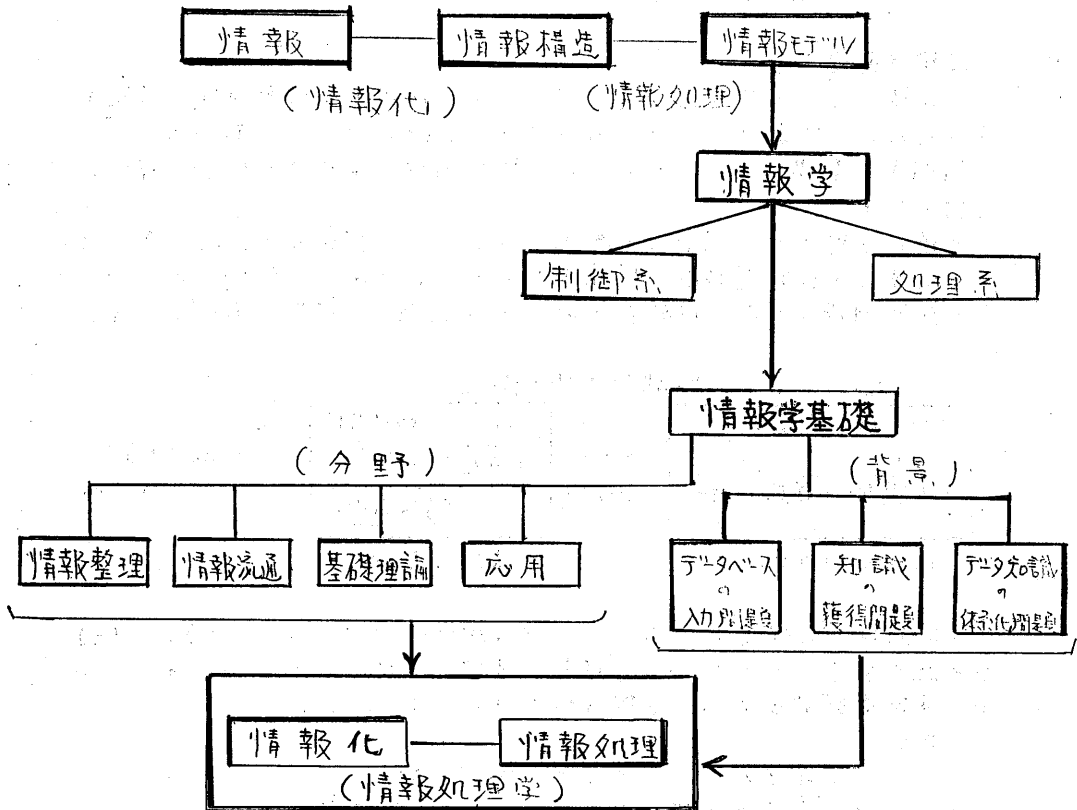 情報 情報構造 情報モデル
(情報化) (情報処理)
情報学
制御系 処理系
情報学基礎
(分野) (背景)
情報整理 情報流通 基礎理論 応用
データベース 知識 データ知識
の の の
入力問題 獲得問題 体系化問題
情報化 情報処理
(情報処理学)